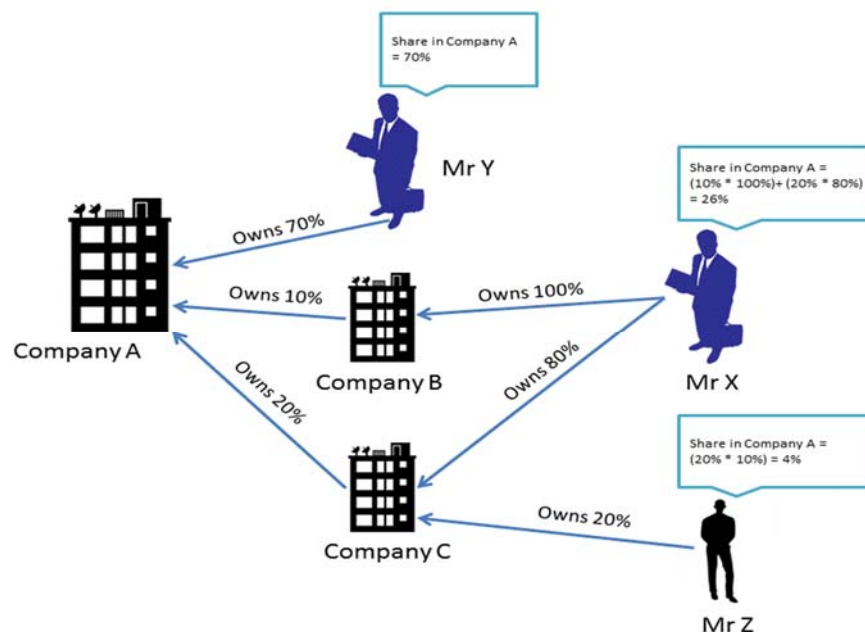 Share in Company A
= 70%
Mr Y
Share in Company A =
(10% * 100%)+ (20% * 80%)
= 26%
Owns 70%
Owns 10%
Owns 100%
Company A
Company B
Owns 80%
Mr X
Owns 20%
Share in Company A =
(20% * 10%) = 4%
Owns 20%
Company C
Mr Z